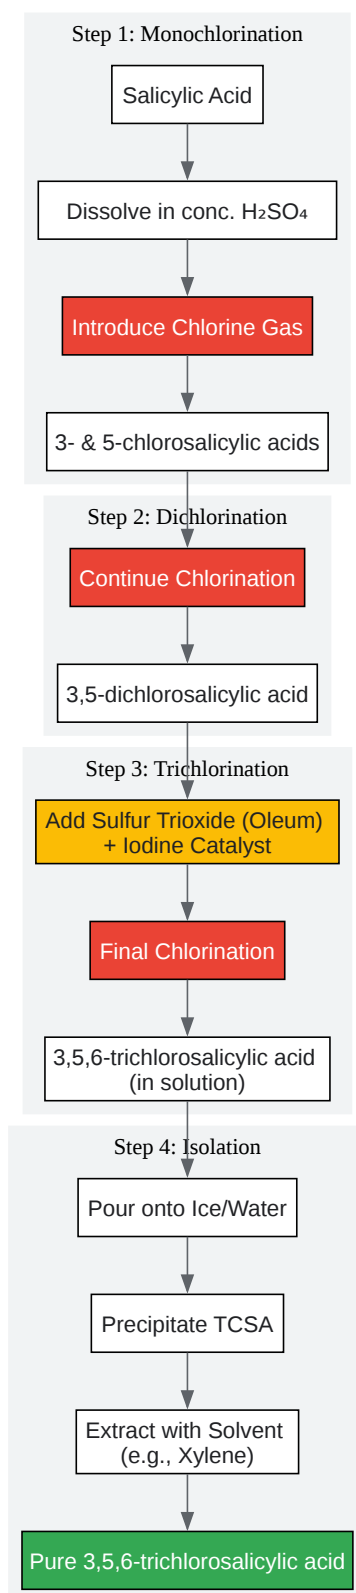 Step 1: Monochlorination
Salicylic Acid
Dissolve in conc. H₂SO₄
Introduce Chlorine Gas
3- & 5-chlorosalicylic acids
Step 2: Dichlorination
Continue Chlorination
3,5-dichlorosalicylic acid
Step 3: Trichlorination
Add Sulfur Trioxide (Oleum)
+ Iodine Catalyst
Final Chlorination
3,5,6-trichlorosalicylic acid
(in solution)
Step 4: Isolation
Pour onto Ice/Water
Precipitate TCSA
Extract with Solvent
(e.g., Xylene)
Pure 3,5,6-trichlorosalicylic acid